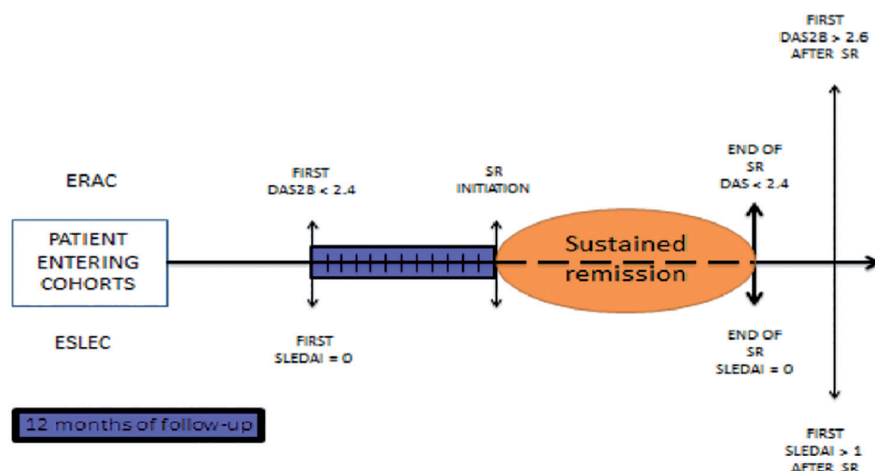 FIRST
DAS28 > 2.6
AFTER SR
ERAC
FIRST
DAS28 < 2.4
SR
INITIATION
END OF
SR
DAS < 2.4
PATIENT
ENTERING
COHORTS
Sustained
remission
ESLEC
FIRST
SLEDAI = 0
END OF
SR
SLEDAI = 0
12 months of follow-up
FIRST
SLEDAI > 1
AFTER SR